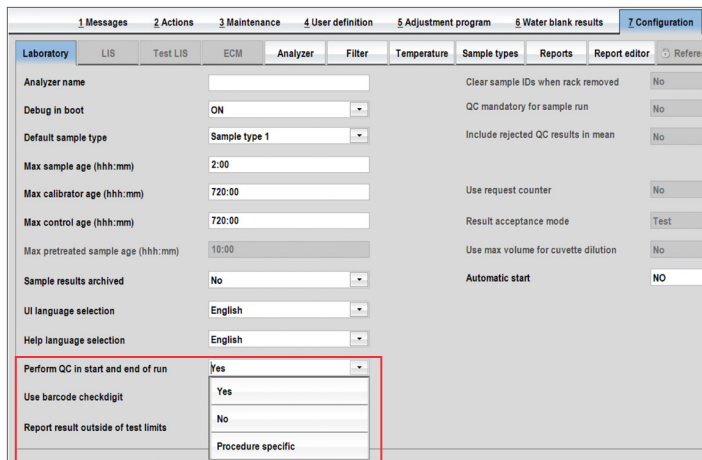 1 Messages 2 Actions 3 Maintenance 4 User definition 5 Adjustment program 6 Water blank results 7 Configuration
Laboratory LIS Test LIS ECM Analyzer Filter Temperature Sample types Reports Report editor Refere
Analyzer name
Debug in boot ON
Default sample type Sample type 1
Max sample age (hhh:mm) 2:00
Max calibrator age (hhh:mm) 720:00
Max control age (hhh:mm) 720:00
Max pretreated sample age (hhh:mm) 10:00
Sample results archived No
UI language selection English
Help language selection English
Perform QC in start and end of run Yes
Use barcode checkdigit
Report result outside of test limits
Yes
No
Procedure specific
Clear sample IDs when rack removed No
QC mandatory for sample run No
Include rejected QC results in mean No
Use request counter No
Result acceptance mode Test
Use max volume for cuvette dilution No
Automatic start NO